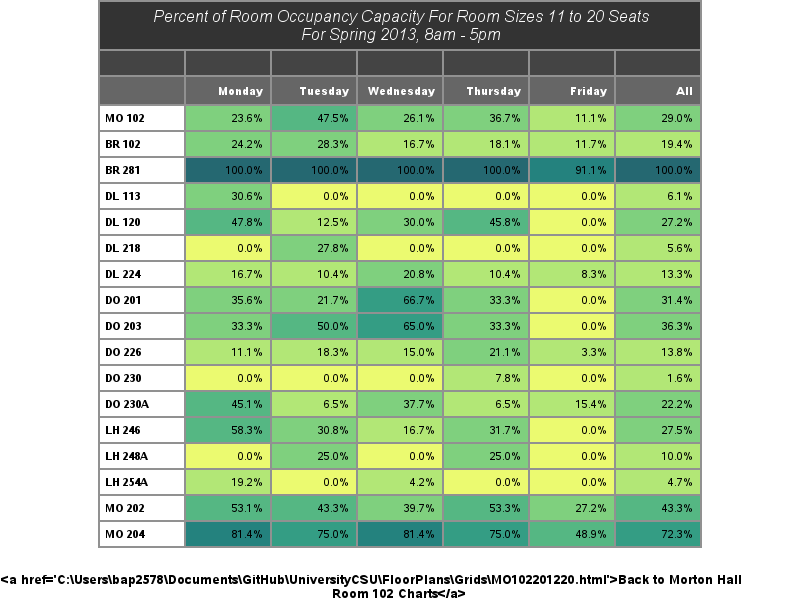 Percent of Room Occupancy Capacity For Room Sizes 11 to 20 Seats
For Spring 2013, 8am - 5pm
Monday Tuesday Wednesday Thursday Friday All
MO 102 23.6% 47.5% 26.1% 36.7% 11.1% 29.0%
BR 102 24.2% 28.3% 16.7% 18.1% 11.7% 19.4%
BR 281 100.0% 100.0% 100.0% 100.0% 91.1% 100.0%
DL 113 30.6% 0.0% 0.0% 0.0% 0.0% 6.1%
DL 120 47.8% 12.5% 30.0% 45.8% 0.0% 27.2%
DL 218 0.0% 27.8% 0.0% 0.0% 0.0% 5.6%
DL 224 16.7% 10.4% 20.8% 10.4% 8.3% 13.3%
DO 201 35.6% 21.7% 66.7% 33.3% 0.0% 31.4%
DO 203 33.3% 50.0% 65.0% 33.3% 0.0% 36.3%
DO 226 11.1% 18.3% 15.0% 21.1% 3.3% 13.8%
DO 230 0.0% 0.0% 0.0% 7.8% 0.0% 1.6%
DO 230A 45.1% 6.5% 37.7% 6.5% 15.4% 22.2%
LH 246 58.3% 30.8% 16.7% 31.7% 0.0% 27.5%
LH 248A 0.0% 25.0% 0.0% 25.0% 0.0% 10.0%
LH 254A 19.2% 0.0% 4.2% 0.0% 0.0% 4.7%
MO 202 53.1% 43.3% 39.7% 53.3% 27.2% 43.3%
MO 204 81.4% 75.0% 81.4% 75.0% 48.9% 72.3%
<a href='C:\Users\bap2578\Documents\GitHub\UniversityCSU\FloorPlans\Grids\MO102201220.html'>Back to Morton Hall
Room 102 Charts</a>